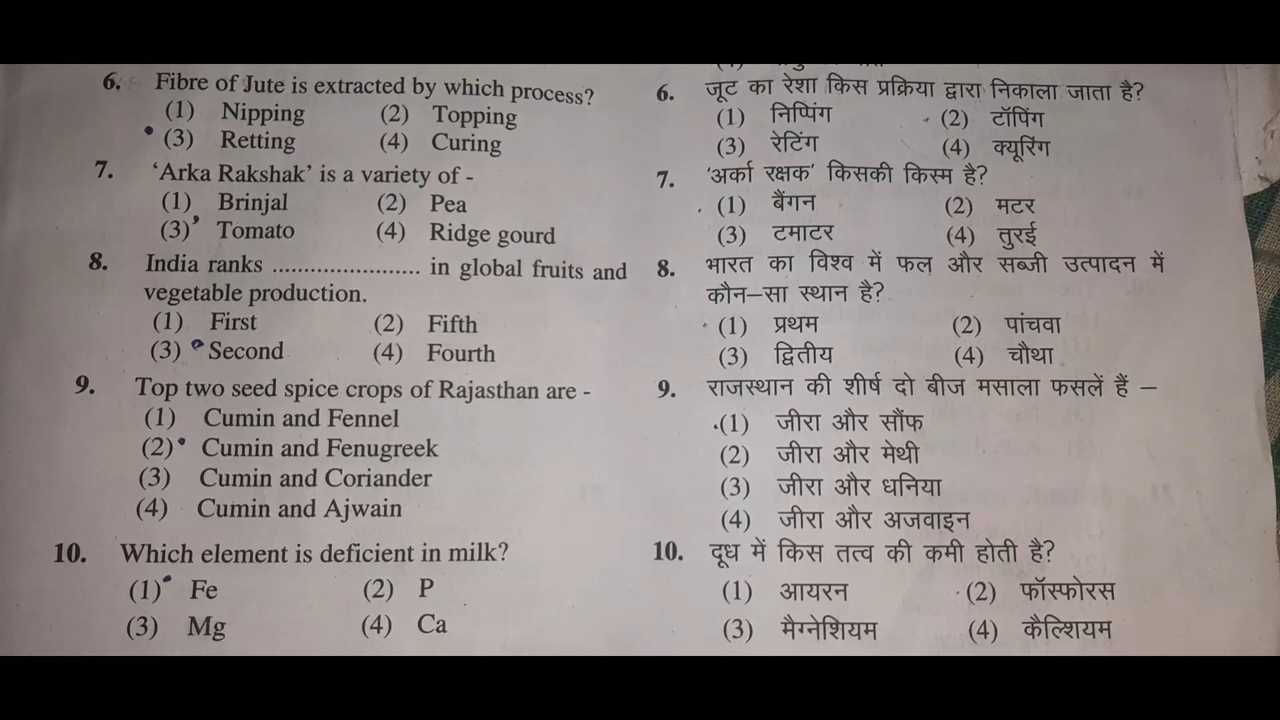 6. Fibre of Jute is extracted by which process?
(1) Nipping (2) Topping
(3) Retting (4) Curing
7. ‘Arka Rakshak’ is a variety of -
(1) Brinjal (2) Pea
(3) Tomato (4) Ridge gourd
8. India ranks ...................... in global fruits and
vegetable production.
(1) First (2) Fifth
(3) Second (4) Fourth
9. Top two seed spice crops of Rajasthan are -
(1) Cumin and Fennel
(2) Cumin and Fenugreek
(3) Cumin and Coriander
(4) Cumin and Ajwain
10. Which element is deficient in milk?
(1) Fe (2) P
(3) Mg (4) Ca
6. जूट का रेशा किस प्रक्रिया द्वारा निकाला जाता है?
(1) निप्पिंग (2) टॉपिंग
(3) रेटिंग (4) क्यूरिंग
7. ‘अर्का रक्षक’ किसकी किस्म है?
(1) बैंगन (2) मटर
(3) टमाटर (4) तुरई
8. भारत का विश्व में फल और सब्जी उत्पादन में
कौन–सा स्थान है?
(1) प्रथम (2) पांचवा
(3) द्वितीय (4) चौथा
9. राजस्थान की शीर्ष दो बीज मसाला फसलें हैं –
(1) जीरा और सौंफ
(2) जीरा और मेथी
(3) जीरा और धनिया
(4) जीरा और अजवाइन
10. दूध में किस तत्व की कमी होती है?
(1) आयरन (2) फॉस्फोरस
(3) मैग्नेशियम (4) कैल्शियम